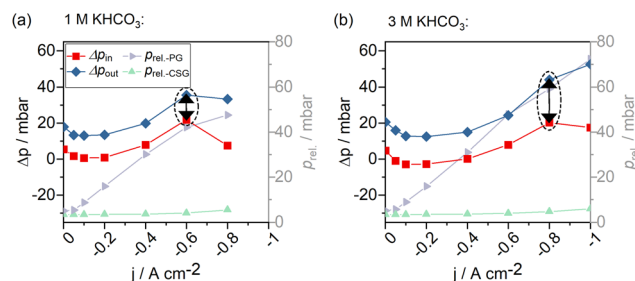 (a) 1 M KHCO₃:
Δp / mbar
60
40
20
0
-20
Δpin
Δpout
prel.-PG
prel.-CSG
80
60
40
20
0
prel. / mbar
0 -0.2 -0.4 -0.6 -0.8 -1
j / A cm⁻²
(b) 3 M KHCO₃:
Δp / mbar
60
40
20
0
-20
80
60
40
20
0
prel. / mbar
0 -0.2 -0.4 -0.6 -0.8 -1
j / A cm⁻²